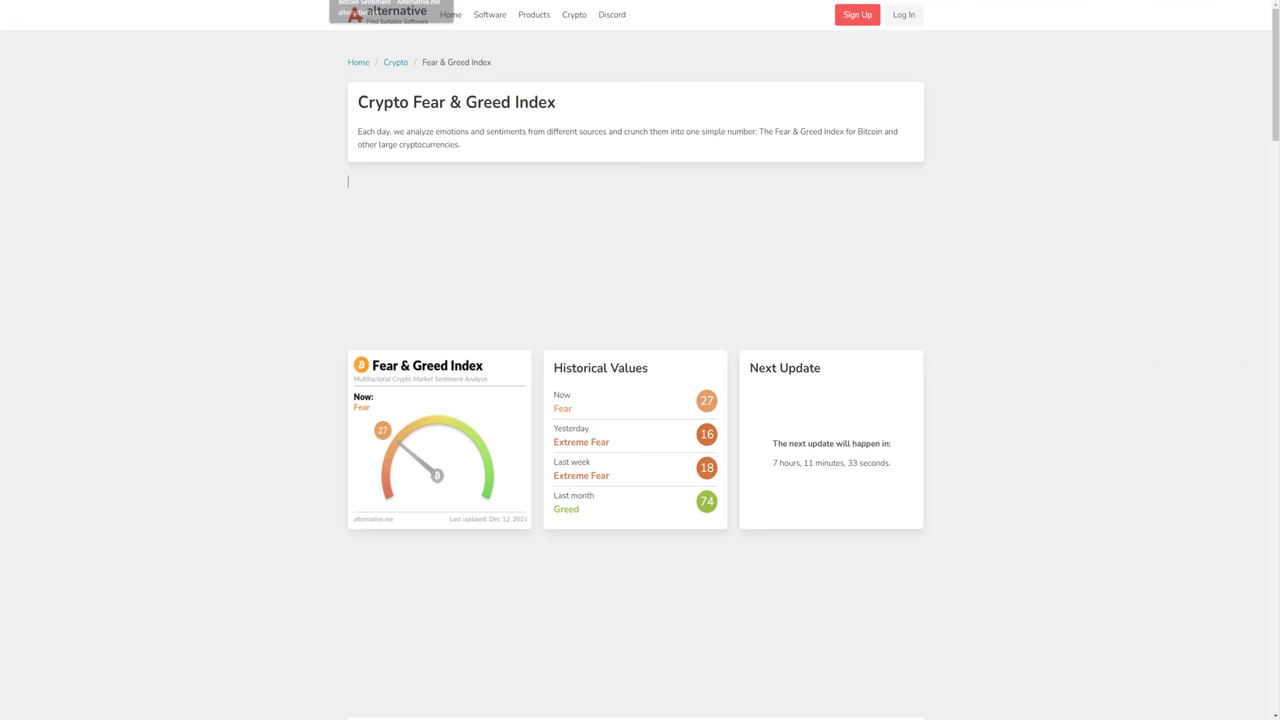 Bitcoin Sentiment - Alternative.me
alternative
Find Suitable Software
Home
Software
Products
Crypto
Discord
Sign Up
Log In
Home / Crypto / Fear & Greed Index
Crypto Fear & Greed Index
Each day, we analyze emotions and sentiments from different sources and crunch them into one simple number: The Fear & Greed Index for Bitcoin and
other large cryptocurrencies.
Fear & Greed Index
Multifactorial Crypto Market Sentiment Analysis
Now:
Fear
27
alternative.me
Last updated: Dec 12, 2021
Historical Values
Now
Fear
27
Yesterday
Extreme Fear
16
Last week
Extreme Fear
18
Last month
Greed
74
Next Update
The next update will happen in:
7 hours, 11 minutes, 33 seconds.